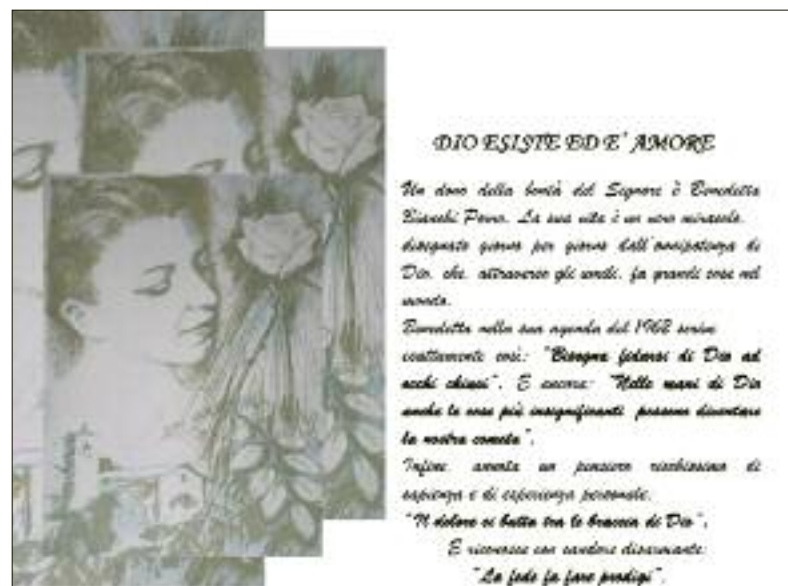 DIO ESISTE ED E' AMORE
Un dono della bontà del Signore è Benedetta
Bianchi Porro. La sua vita è un vero miracolo,
disegnato giorno per giorno dall'onnipotenza di
Dio, che, attraverso gli umili, fa grandi cose nel
mondo.
Benedetta nella sua agenda del 1962 scrive
esattamente così: "Bisogna fidarsi di Dio ad
occhi chiusi". E ancora: "Nelle mani di Dio
anche le cose più insignificanti possono diventare
la nostra cometa".
Infine, annota un pensiero ricchissimo di
sapienza e di esperienza personale,
"Il dolore ci butta tra le braccia di Dio",
E riconosce con candore disarmante:
"La fede fa fare prodigi".